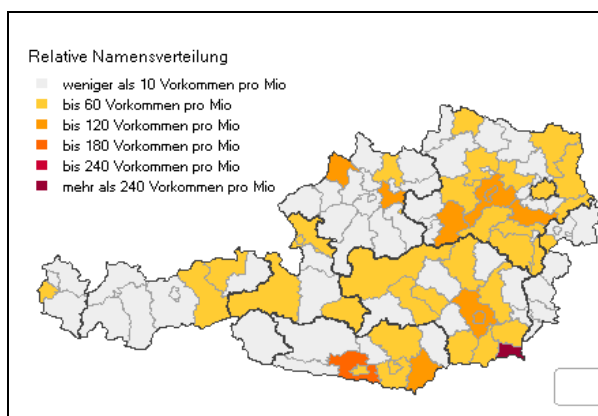 Relative Namensverteilung
weniger als 10 Vorkommen pro Mio
bis 60 Vorkommen pro Mio
bis 120 Vorkommen pro Mio
bis 180 Vorkommen pro Mio
bis 240 Vorkommen pro Mio
mehr als 240 Vorkommen pro Mio